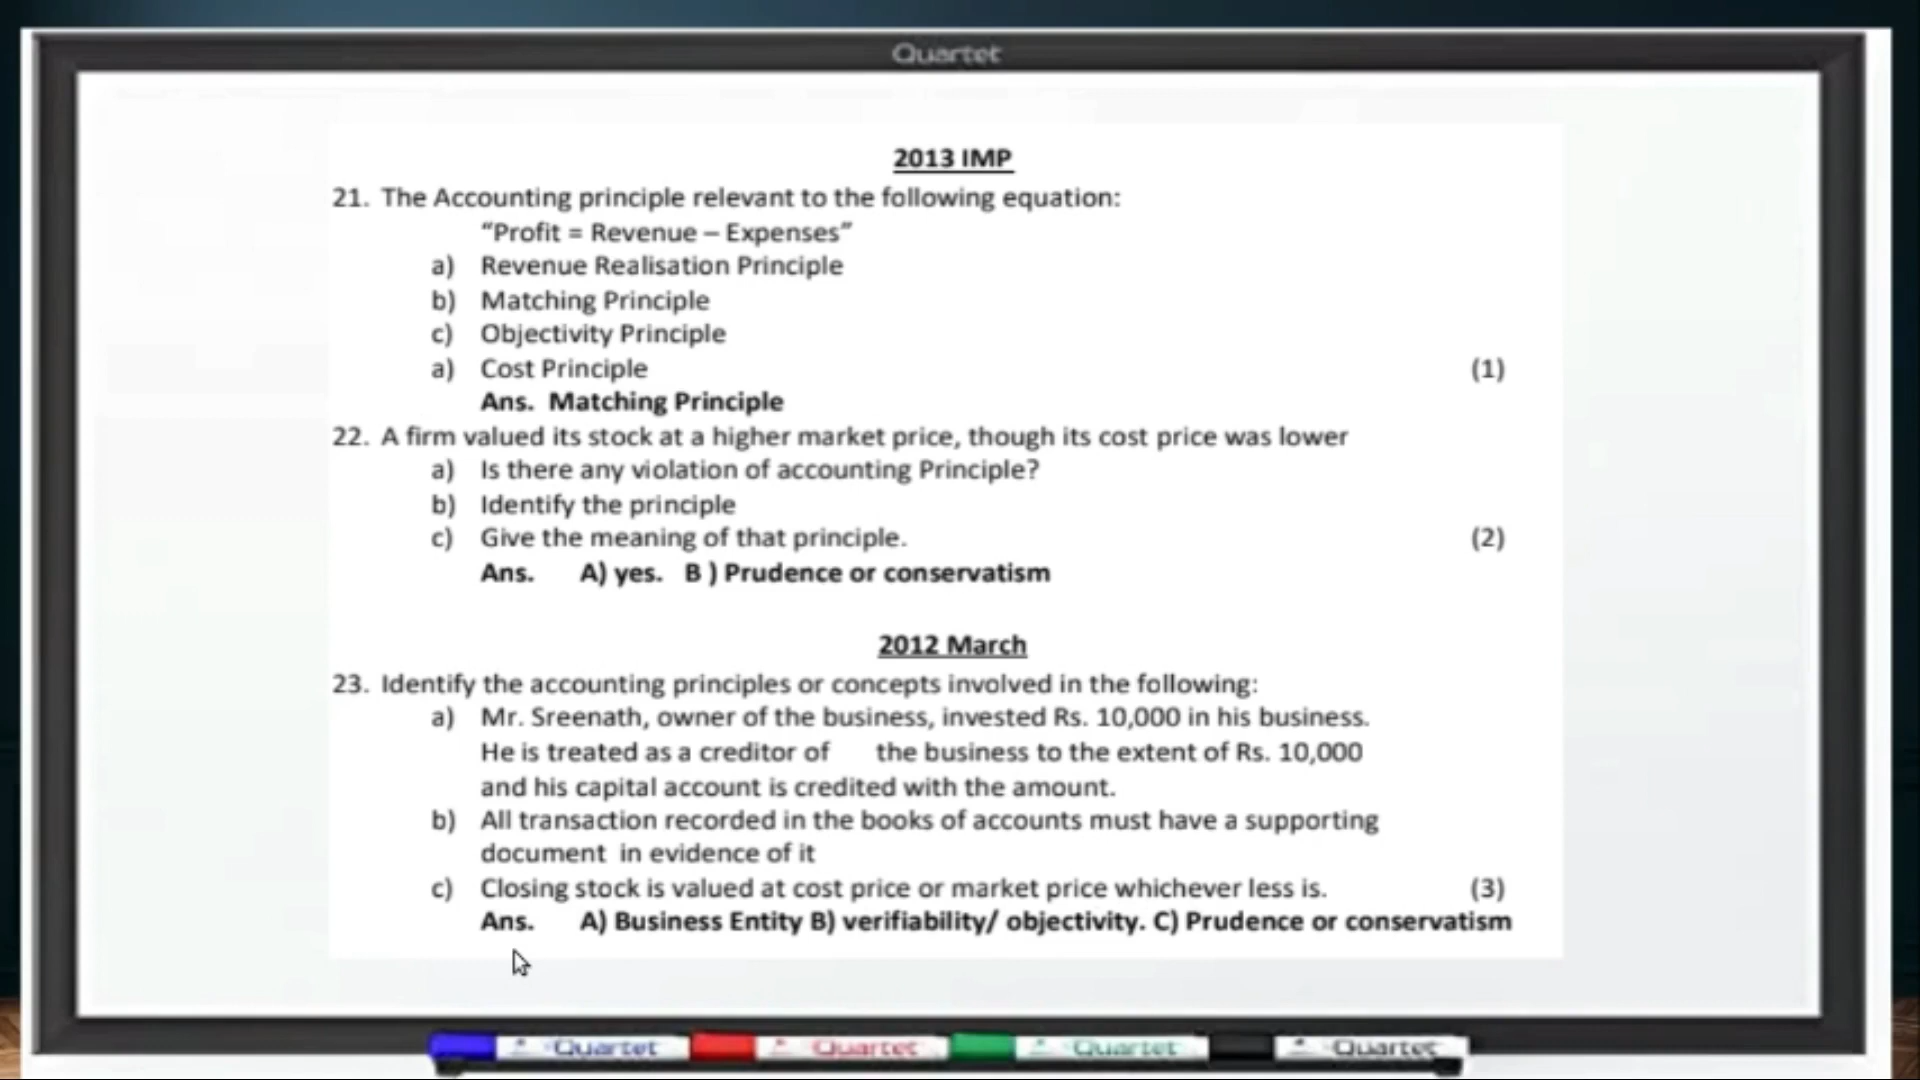 Quartet
2013 IMP
21. The Accounting principle relevant to the following equation:
“Profit = Revenue – Expenses”
a) Revenue Realisation Principle
b) Matching Principle
c) Objectivity Principle
a) Cost Principle (1)
Ans. Matching Principle
22. A firm valued its stock at a higher market price, though its cost price was lower
a) Is there any violation of accounting Principle?
b) Identify the principle
c) Give the meaning of that principle. (2)
Ans. A) yes. B ) Prudence or conservatism
2012 March
23. Identify the accounting principles or concepts involved in the following:
a) Mr. Sreenath, owner of the business, invested Rs. 10,000 in his business.
He is treated as a creditor of the business to the extent of Rs. 10,000
and his capital account is credited with the amount.
b) All transaction recorded in the books of accounts must have a supporting
document in evidence of it
c) Closing stock is valued at cost price or market price whichever less is. (3)
Ans. A) Business Entity B) verifiability/ objectivity. C) Prudence or conservatism
Quartet Quartet Quartet Quartet